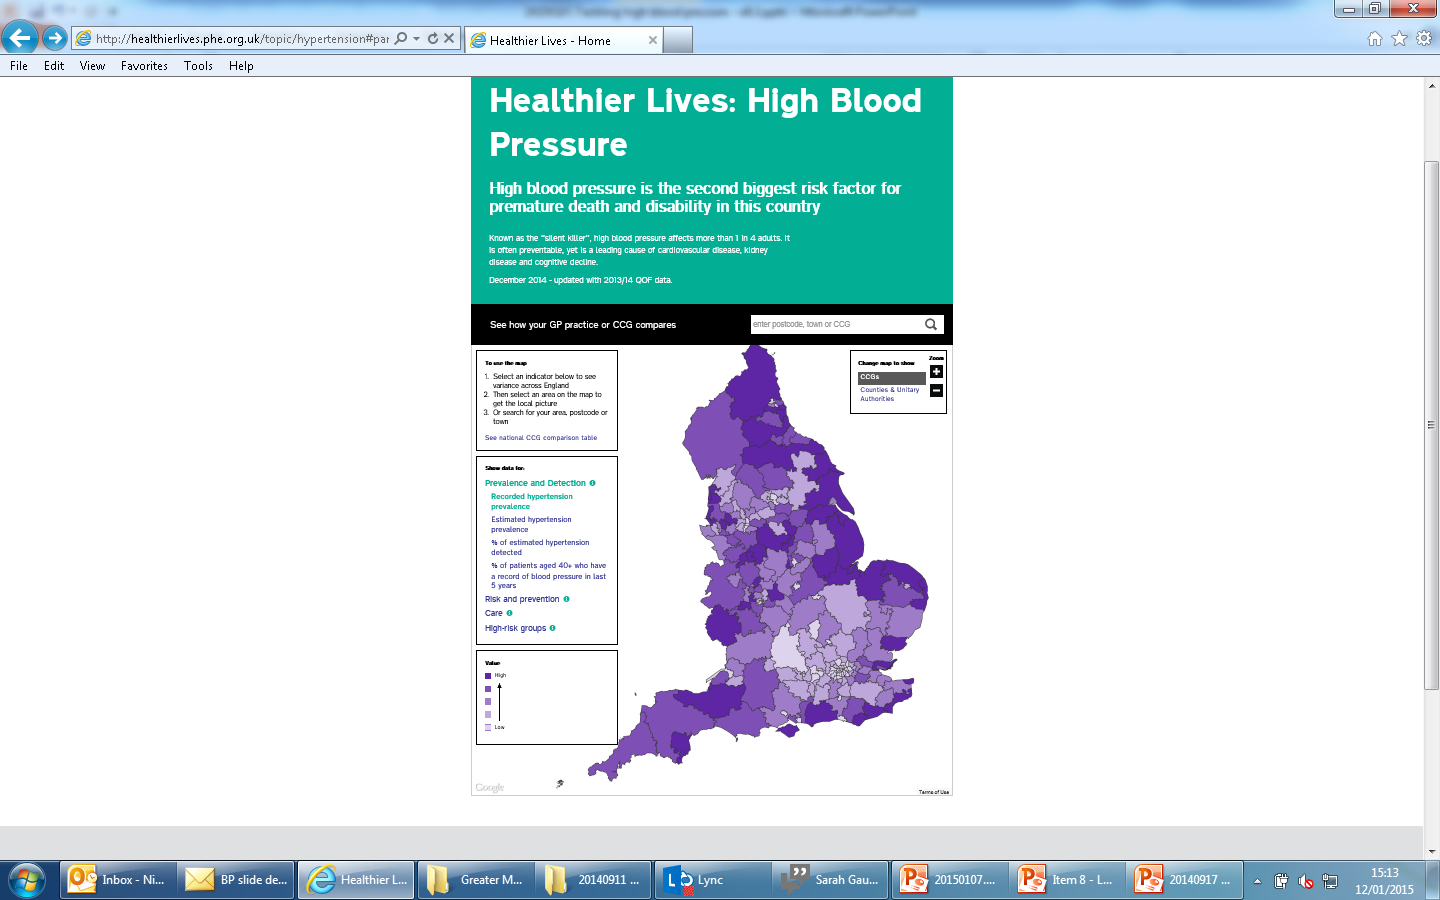 http://healthierlives.phe.org.uk/topic/hypertension#par
Healthier Lives - Home
File Edit View Favorites Tools Help
Healthier Lives: High Blood
Pressure
High blood pressure is the second biggest risk factor for
premature death and disability in this country
Known as the "silent killer", high blood pressure affects more than 1 in 4 adults. It
is often preventable, yet is a leading cause of cardiovascular disease, kidney
disease and cognitive decline.
December 2014 - updated with 2013/14 QOF data.
See how your GP practice or CCG compares
enter postcode, town or CCG
To use the map
1. Select an indicator below to see
variance across England
2. Then select an area on the map to
get the local picture
3. Or search for your area, postcode or
town
See national CCG comparison table
Change map to show
Zoom
CCGs
Counties & Unitary
Authorities
Show data for:
Prevalence and Detection
Recorded hypertension
prevalence
Estimated hypertension
prevalence
% of estimated hypertension
detected
% of patients aged 40+ who have
a record of blood pressure in last
5 years
Risk and prevention
Care
High-risk groups
Value
High
Low
Google
Terms of Use
Inbox - Ni...
BP slide de...
Healthier L...
Greater M...
20140911 ...
Lync
Sarah Gau...
20150107....
Item 8 - L...
20140917 ...
15:13
12/01/2015